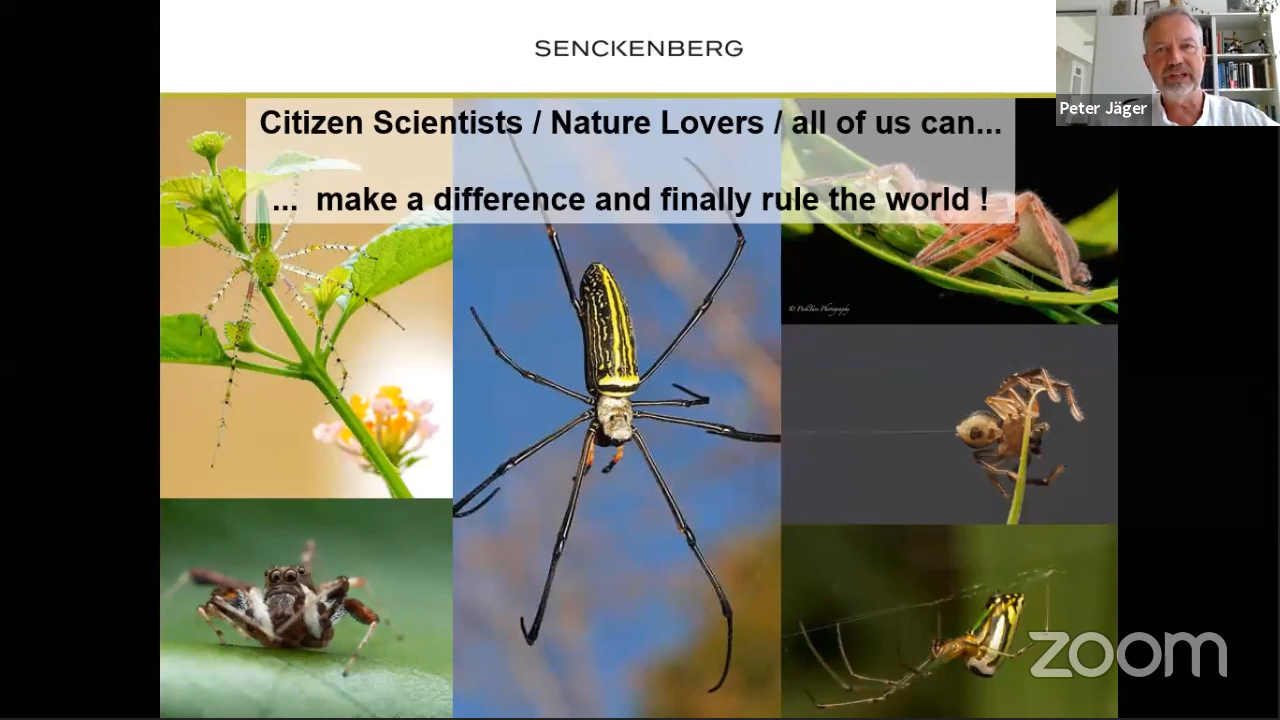 SENCKENBERG
Peter Jäger
Citizen Scientists / Nature Lovers / all of us can...
... make a difference and finally rule the world !
zoom